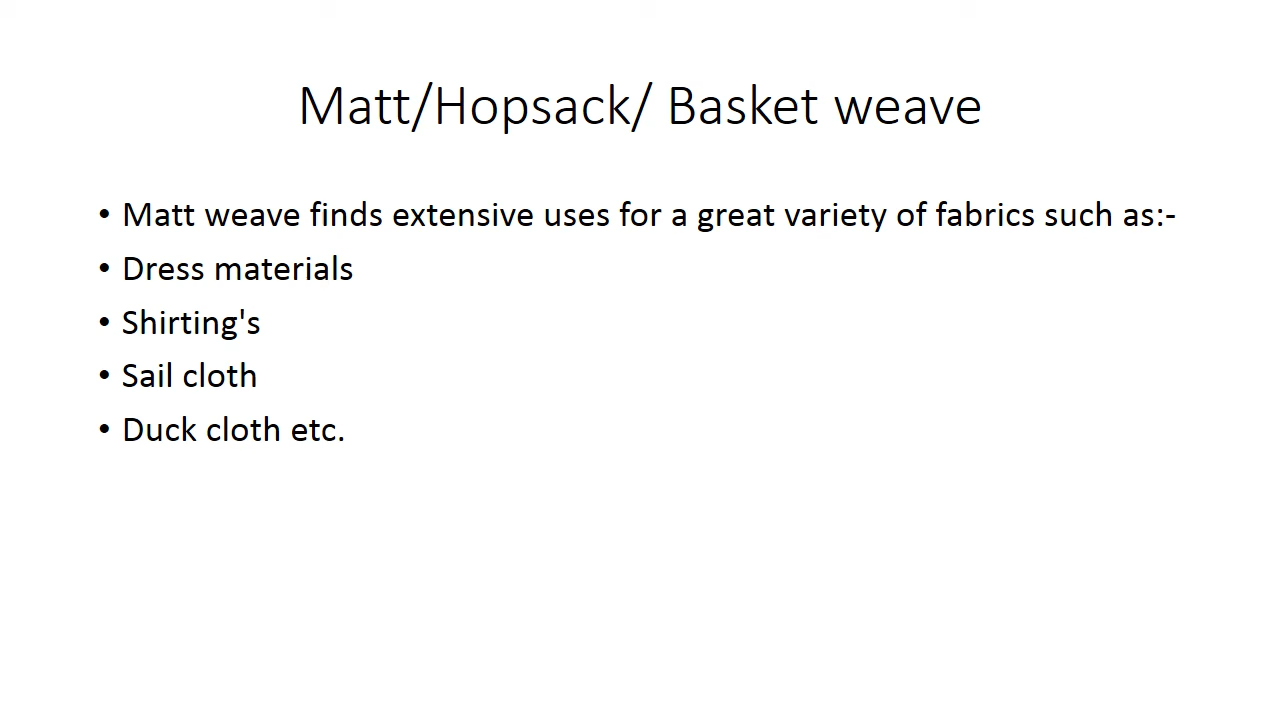 Matt/Hopsack/ Basket weave
• Matt weave finds extensive uses for a great variety of fabrics such as:-
• Dress materials
• Shirting's
• Sail cloth
• Duck cloth etc.